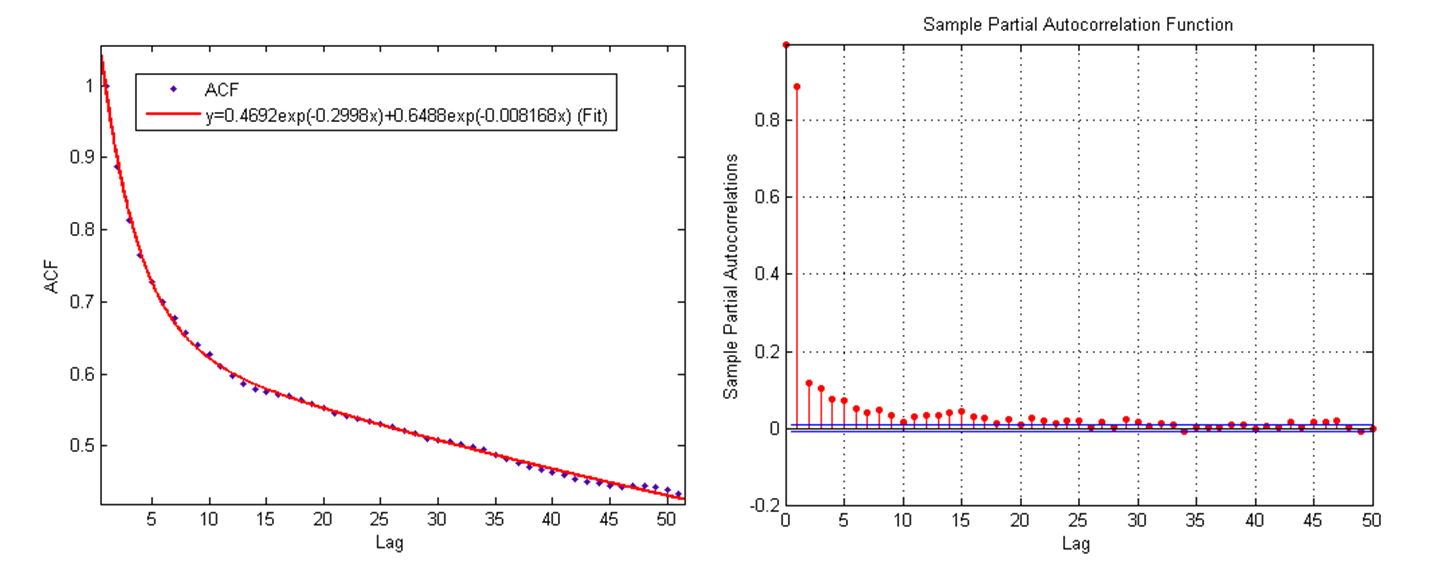 ACF
y=0.4692exp(-0.2998x)+0.6488exp(-0.008168x) (Fit)
1
0.9
0.8
0.7
0.6
0.5
ACF
5 10 15 20 25 30 35 40 45 50
Lag
Sample Partial Autocorrelation Function
0.8
0.6
0.4
0.2
0
-0.2
Sample Partial Autocorrelations
0 5 10 15 20 25 30 35 40 45 50
Lag